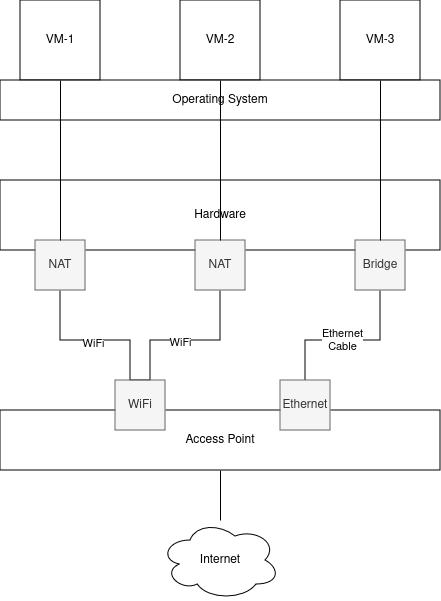 VM-1
VM-2
VM-3
Operating System
Hardware
NAT
NAT
Bridge
WiFi
WiFi
Ethernet
Cable
WiFi
Ethernet
Access Point
Internet